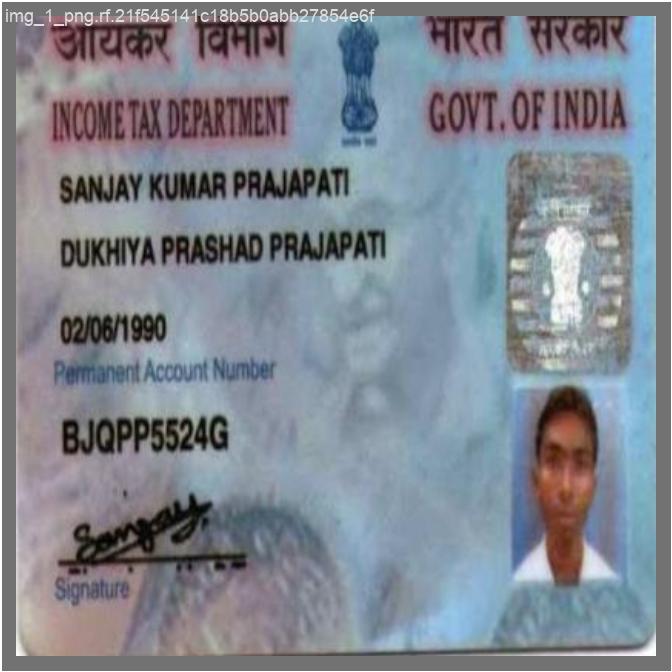 img_1_png.rf.21f545141c18b5b0abb27854e6f
आयकर विभाग भारत सरकार
INCOME TAX DEPARTMENT GOVT. OF INDIA
SANJAY KUMAR PRAJAPATI
DUKHIYA PRASHAD PRAJAPATI
02/06/1990
Permanent Account Number
BJQPP5524G
Sanjay
Signature